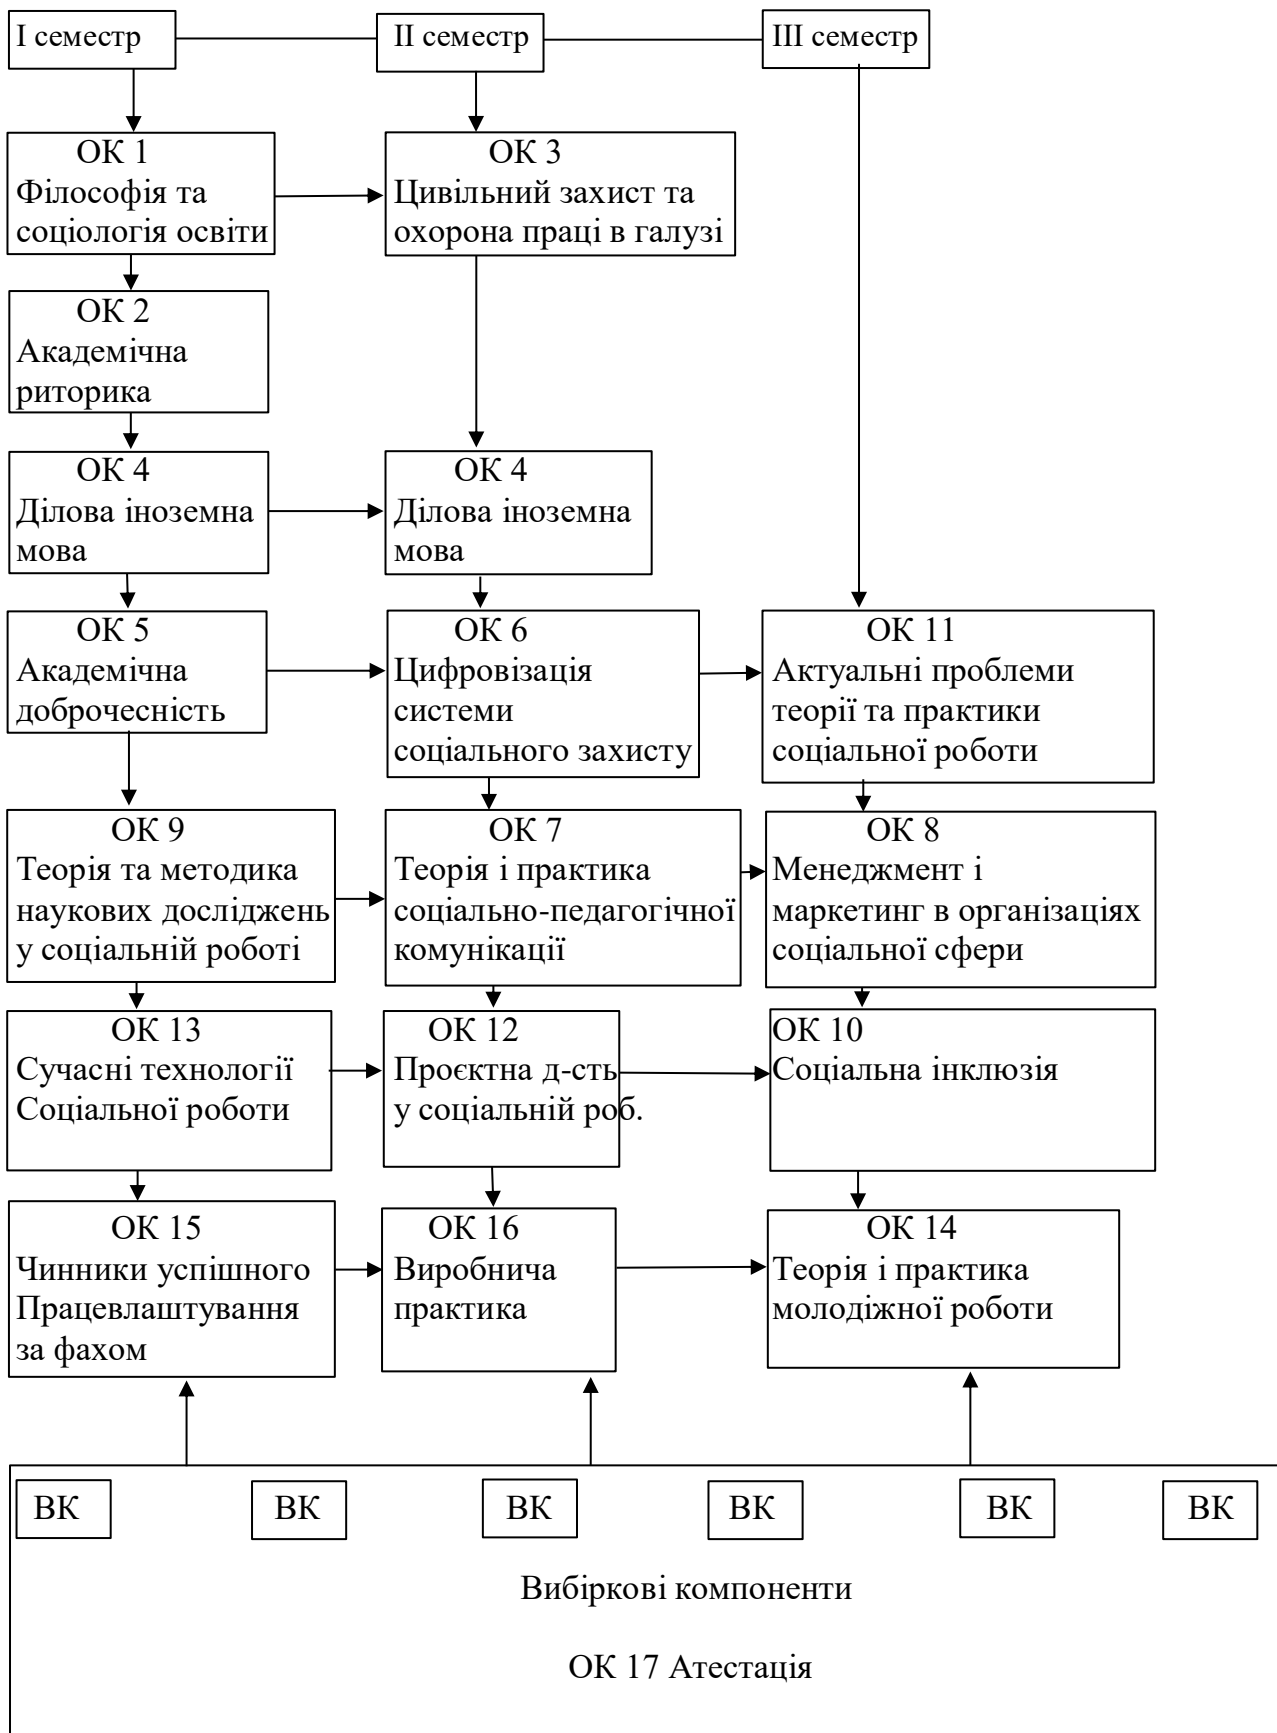 І семестр
ІІ семестр
ІІІ семестр
ОК 1
Філософія та
соціологія освіти
ОК 3
Цивільний захист та
охорона праці в галузі
ОК 2
Академічна
риторика
ОК 4
Ділова іноземна
мова
ОК 4
Ділова іноземна
мова
ОК 5
Академічна
доброчесність
ОК 6
Цифровізація
системи
соціального захисту
ОК 11
Актуальні проблеми
теорії та практики
соціальної роботи
ОК 9
Теорія та методика
наукових досліджень
у соціальній роботі
ОК 7
Теорія і практика
соціально-педагогічної
комунікації
ОК 8
Менеджмент і
маркетинг в організаціях
соціальної сфери
ОК 13
Сучасні технології
Соціальної роботи
ОК 12
Проєктна д-сть
у соціальній роб.
ОК 10
Соціальна інклюзія
ОК 15
Чинники успішного
Працевлаштування
за фахом
ОК 16
Виробнича
практика
ОК 14
Теорія і практика
молодіжної роботи
ВК
ВК
ВК
ВК
ВК
ВК
Вибіркові компоненти
ОК 17 Атестація